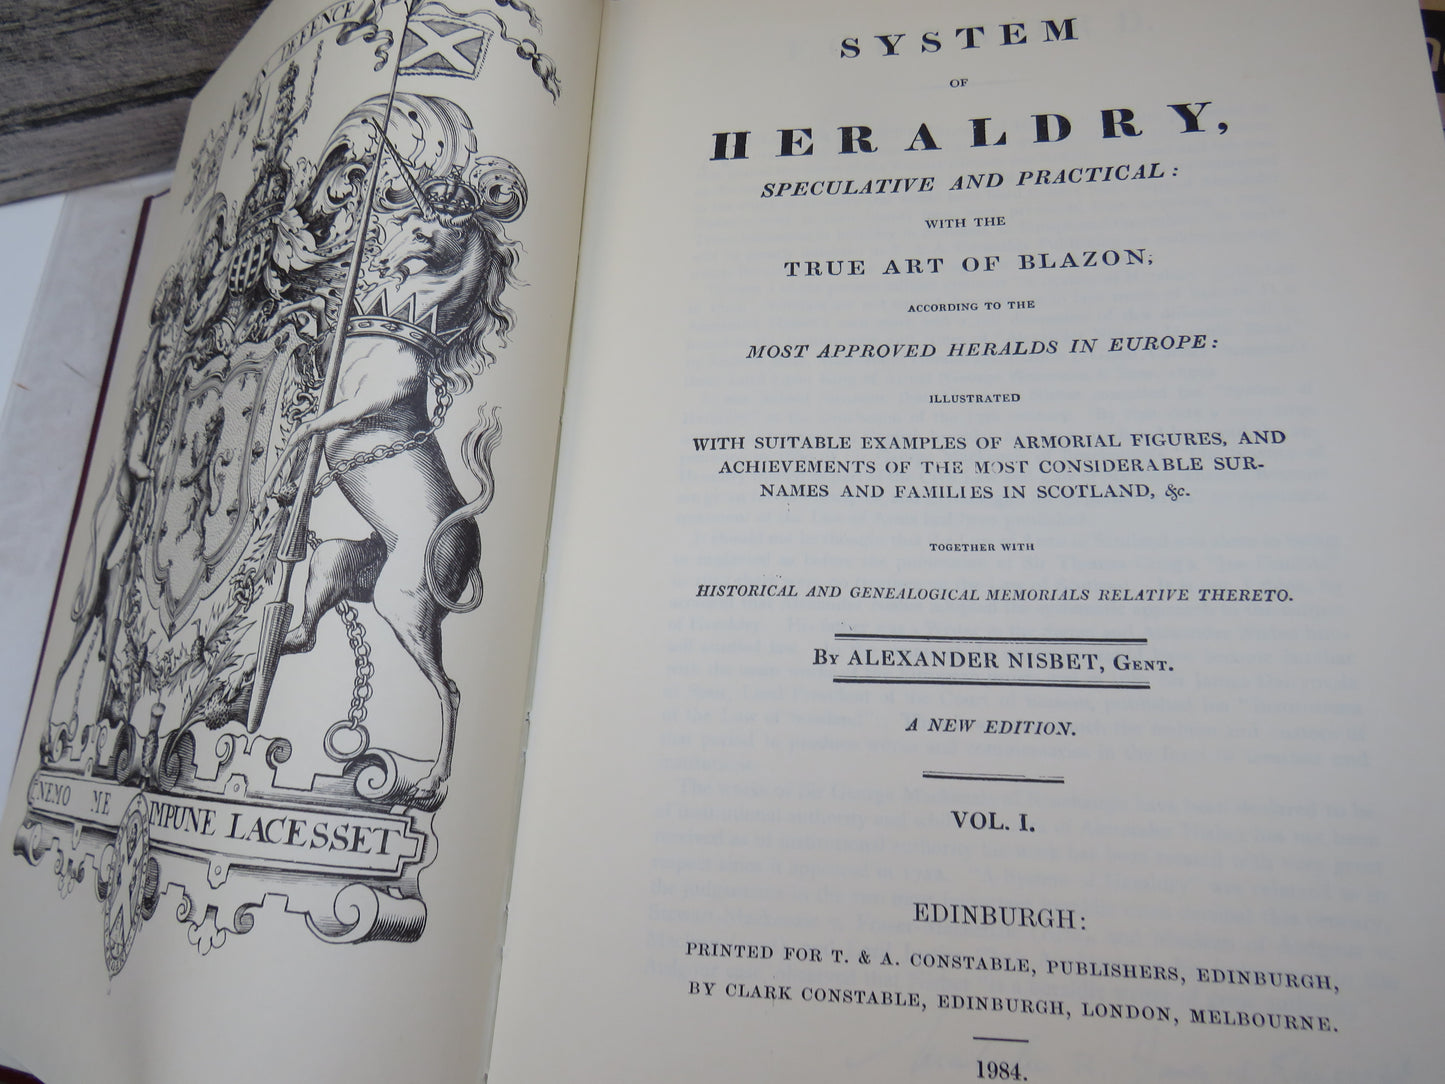 IN DEFENCE
NEMO ME IMPUNE LACESSET
SYSTEM
OF
HERALDRY,
SPECULATIVE AND PRACTICAL:
WITH THE
TRUE ART OF BLAZON,
ACCORDING TO THE
MOST APPROVED HERALDS IN EUROPE:
ILLUSTRATED
WITH SUITABLE EXAMPLES OF ARMORIAL FIGURES, AND
ACHIEVEMENTS OF THE MOST CONSIDERABLE SUR-
NAMES AND FAMILIES IN SCOTLAND, &c.
TOGETHER WITH
HISTORICAL AND GENEALOGICAL MEMORIALS RELATIVE THERETO.
By ALEXANDER NISBET, Gent.
A NEW EDITION.
VOL. I.
EDINBURGH:
PRINTED FOR T. & A. CONSTABLE, PUBLISHERS, EDINBURGH,
BY CLARK CONSTABLE, EDINBURGH, LONDON, MELBOURNE.
1984.